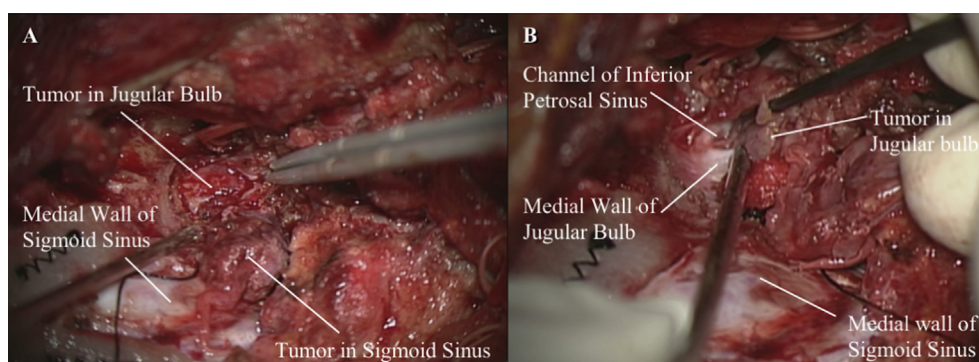 A
Tumor in Jugular Bulb
Medial Wall of
Sigmoid Sinus
Tumor in Sigmoid Sinus
B
Channel of Inferior
Petrosal Sinus
Tumor in
Jugular bulb
Medial Wall of
Jugular Bulb
Medial wall of
Sigmoid Sinus